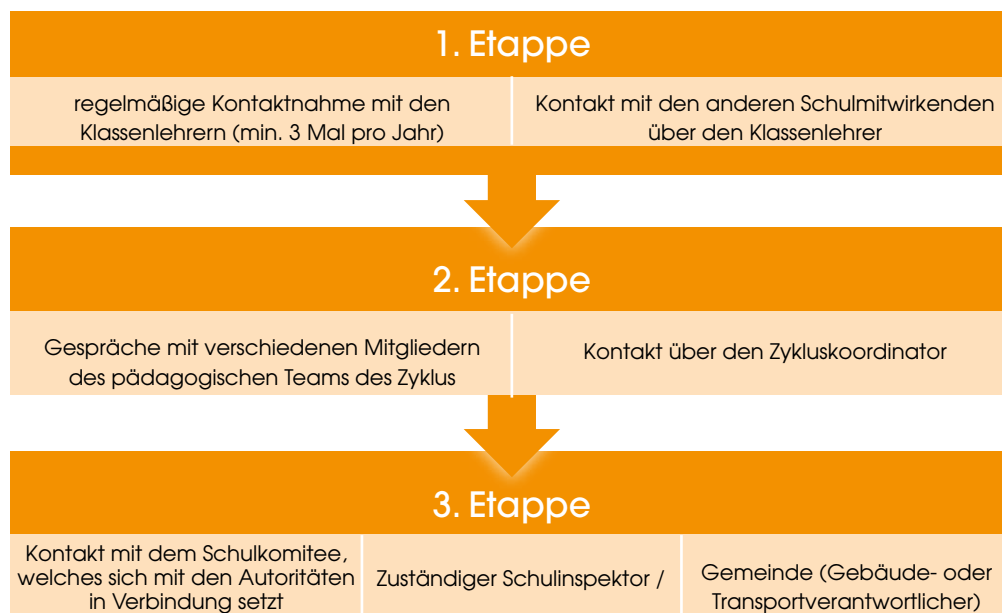 1. Etappe
regelmäßige Kontaktnahme mit den
Klassenlehrern (min. 3 Mal pro Jahr)
Kontakt mit den anderen Schulmitwirkenden
über den Klassenlehrer
2. Etappe
Gespräche mit verschiedenen Mitgliedern
des pädagogischen Teams des Zyklus
Kontakt über den Zykluskoordinator
3. Etappe
Kontakt mit dem Schulkomitee,
welches sich mit den Autoritäten
in Verbindung setzt
Zuständiger Schulinspektor /
Gemeinde (Gebäude- oder
Transportverantwortlicher)